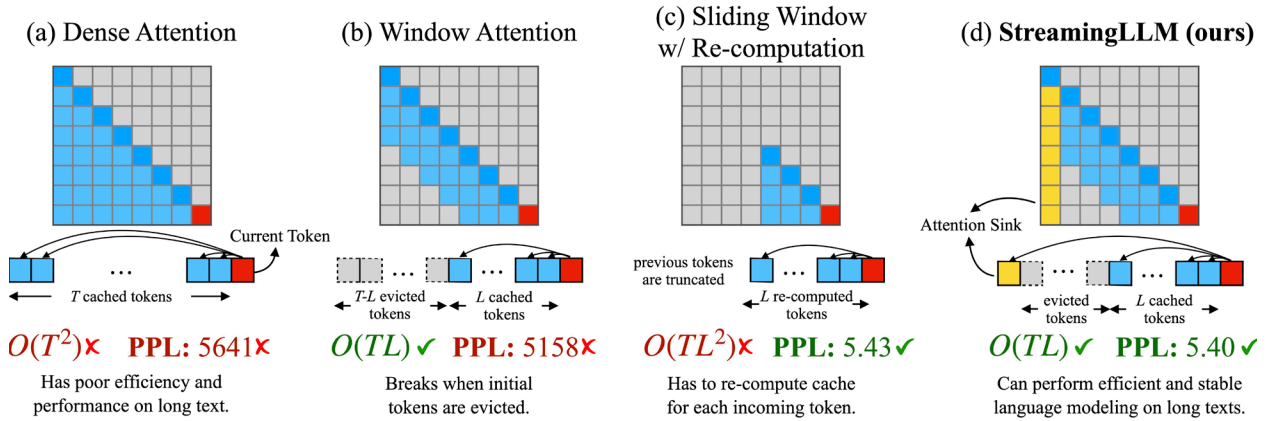 (a) Dense Attention
Current Token
...
T cached tokens
O(T²)✗ PPL: 5641✗
Has poor efficiency and
performance on long text.
(b) Window Attention
... ...
T-L evicted
tokens
L cached
tokens
O(TL)✓ PPL: 5158✗
Breaks when initial
tokens are evicted.
(c) Sliding Window
w/ Re-computation
previous tokens
are truncated
...
L re-computed
tokens
O(TL²)✗ PPL: 5.43✓
Has to re-compute cache
for each incoming token.
(d) StreamingLLM (ours)
Attention Sink
... ...
evicted
tokens
L cached
tokens
O(TL)✓ PPL: 5.40✓
Can perform efficient and stable
language modeling on long texts.